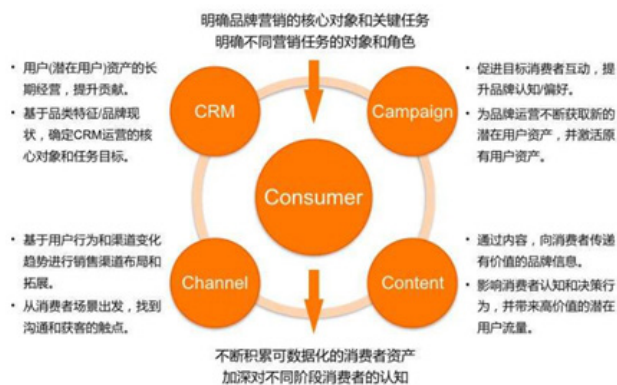 明确品牌营销的核心对象和关键任务
明确不同营销任务的对象和角色
• 用户(潜在用户)资产的长
期经营，提升贡献。
• 基于品类特征/品牌现
状，确定CRM运营的核
心对象和任务目标。
CRM
Campaign
• 促进目标消费者互动，提
升品牌认知/偏好。
• 为品牌运营不断获取新的
潜在用户资产，并激活原
有用户资产。
Consumer
• 基于用户行为和渠道变化
趋势进行销售渠道布局和
拓展。
• 从消费者场景出发，找到
沟通和获客的触点。
Channel
Content
• 通过内容，向消费者传递
有价值的品牌信息。
• 影响消费者认知和决策行
为，并带来高价值的潜在
用户流量。
不断积累可数据化的消费者资产
加深对不同阶段消费者的认知